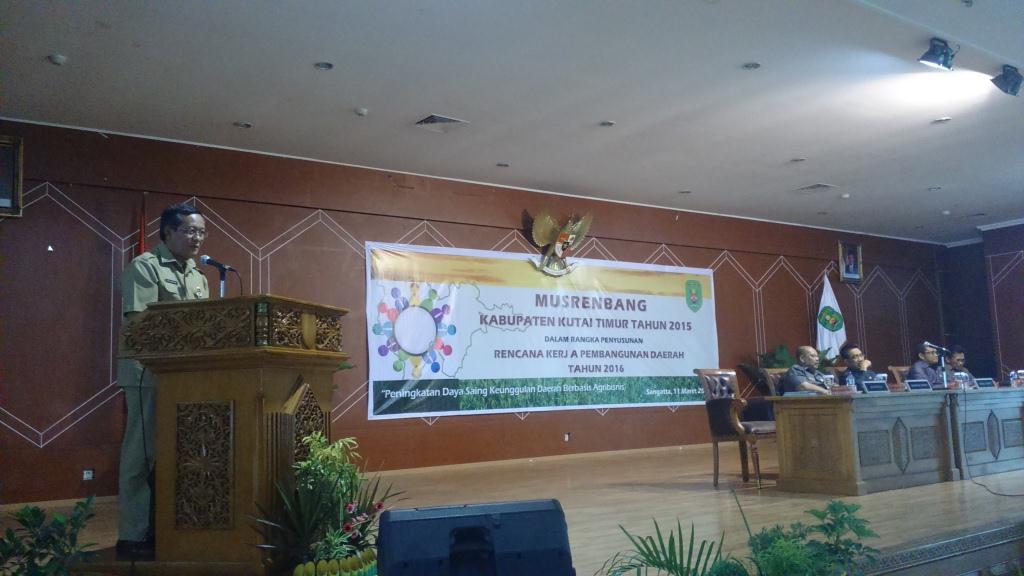 MUSRENBANG
KABUPATEN KUTAI TIMUR TAHUN 2015
DALAM RANGKA PENYUSUNAN
RENCANA KERJA PEMBANGUNAN DAERAH
TAHUN 2016
"Peningkatan Daya Saing Keunggulan Daerah Berbasis Agribisnis"
Sangatta, 11 Maret